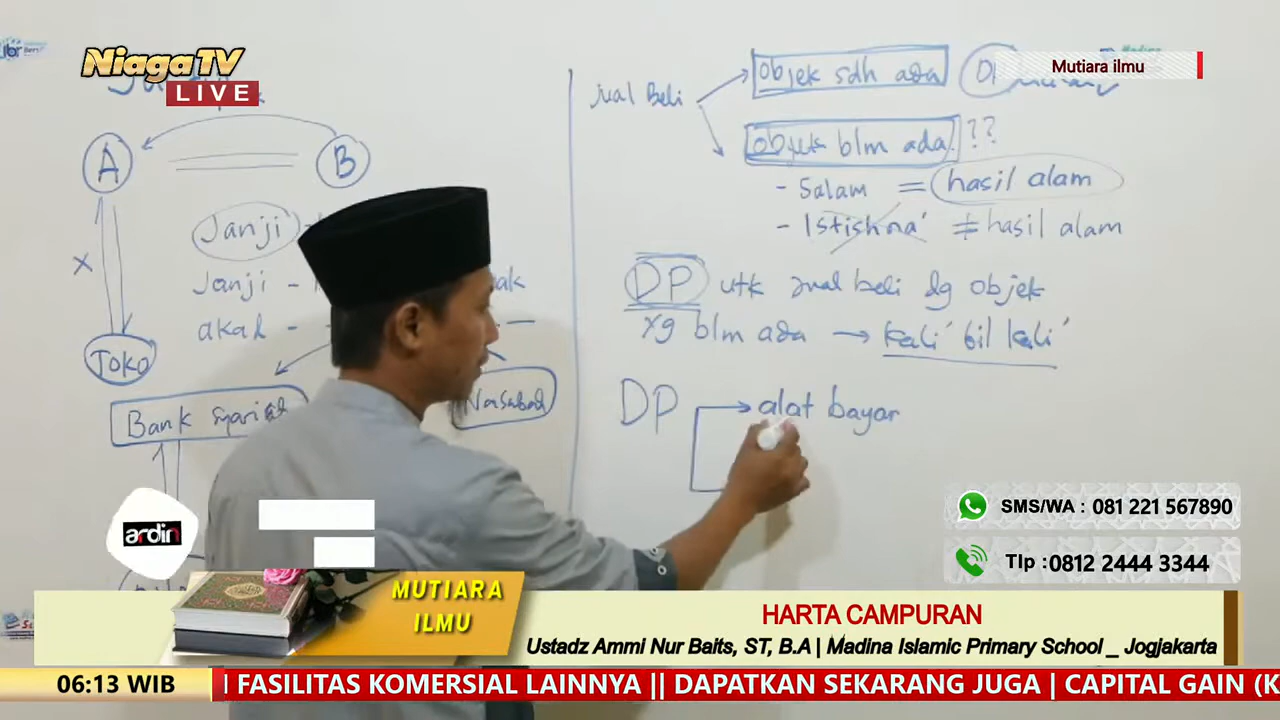 NiagaTV
LIVE
Mutiara ilmu
A
B
X
Toko
Janji
Janji -
akad - -
Bank syariah
Nasabah
Jual Beli
objek sdh ada
objek blm ada ??
- Salam = hasil alam
- Istishna' ≠ hasil alam
DP utk Jual beli dg objek
yg blm ada → kali' bil kali'
DP → alat bayar
ardin
SMS/WA : 081 221 567890
Tlp : 0812 2444 3344
MUTIARA
ILMU
HARTA CAMPURAN
Ustadz Ammi Nur Baits, ST, B.A | Madina Islamic Primary School _ Jogjakarta
06:13 WIB
I FASILITAS KOMERSIAL LAINNYA || DAPATKAN SEKARANG JUGA | CAPITAL GAIN (K